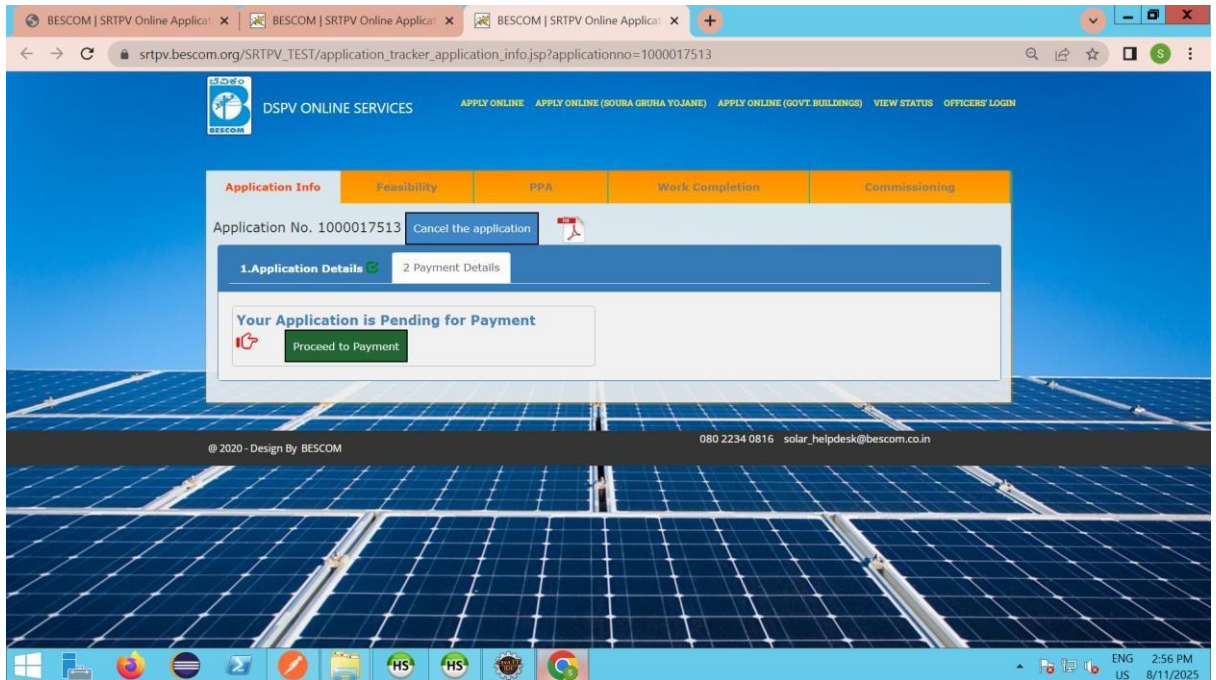 BESCOM | SRTPV Online Applicat
BESCOM | SRTPV Online Applicat
BESCOM | SRTPV Online Applicat
srtpv.bescom.org/SRTPV_TEST/application_tracker_application_info.jsp?applicationno=1000017513
S
ಬೆವಿಕಂ
BESCOM
DSPV ONLINE SERVICES
APPLY ONLINE APPLY ONLINE (SOURA GRUHA YOJANE) APPLY ONLINE (GOVT. BUILDINGS) VIEW STATUS OFFICERS' LOGIN
Application Info Feasibility PPA Work Completion Commissioning
Application No. 1000017513 Cancel the application
1.Application Details 2 Payment Details
Your Application is Pending for Payment
Proceed to Payment
@ 2020 - Design By BESCOM
080 2234 0816 solar_helpdesk@bescom.co.in
HS HS
ENG 2:56 PM
US 8/11/2025